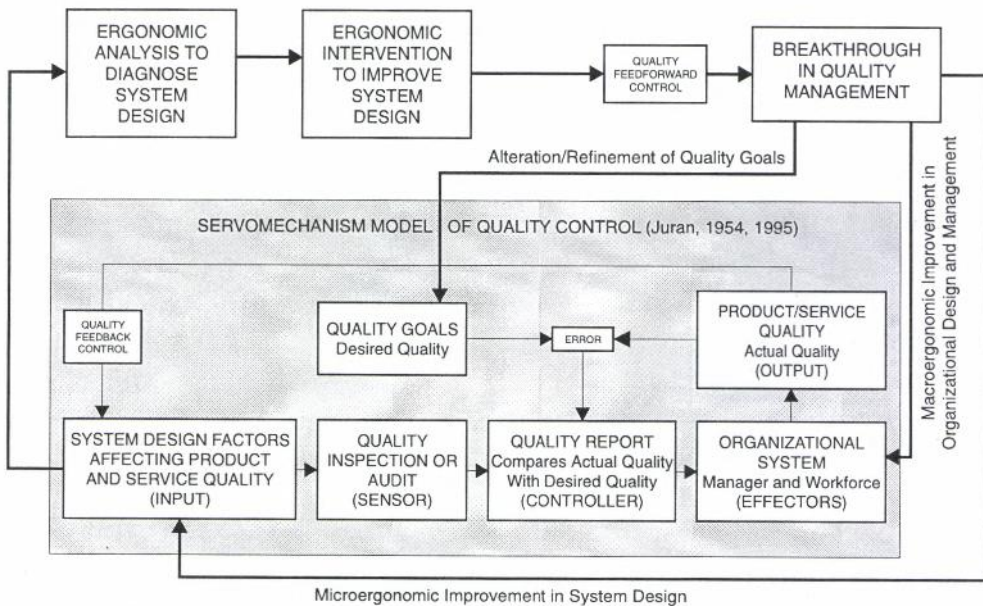 ERGONOMIC
ANALYSIS TO
DIAGNOSE
SYSTEM
DESIGN
ERGONOMIC
INTERVENTION
TO IMPROVE
SYSTEM
DESIGN
QUALITY
FEEDFORWARD
CONTROL
BREAKTHROUGH
IN QUALITY
MANAGEMENT
Alteration/Refinement of Quality Goals
Macroergonomic Improvement in
Organizational Design and Management
SERVOMECHANISM MODEL OF QUALITY CONTROL (Juran, 1954, 1995)
QUALITY
FEEDBACK
CONTROL
QUALITY GOALS
Desired Quality
ERROR
PRODUCT/SERVICE
QUALITY
Actual Quality
(OUTPUT)
SYSTEM DESIGN FACTORS
AFFECTING PRODUCT
AND SERVICE QUALITY
(INPUT)
QUALITY
INSPECTION OR
AUDIT
(SENSOR)
QUALITY REPORT
Compares Actual Quality
With Desired Quality
(CONTROLLER)
ORGANIZATIONAL
SYSTEM
Manager and Workforce
(EFFECTORS)
Microergonomic Improvement in System Design